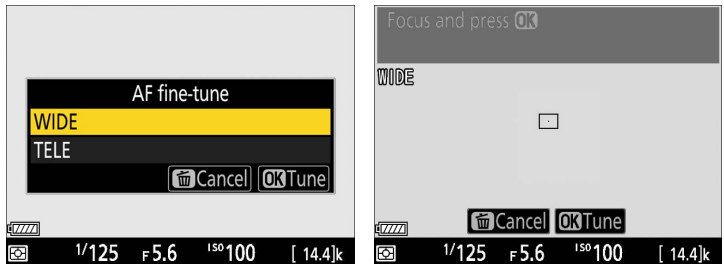 AF fine-tune
WIDE
TELE
Cancel OK Tune
1/125 F5.6 ISO 100 [ 14.4]k
Focus and press OK
WIDE
Cancel OK Tune
1/125 F5.6 ISO 100 [ 14.4]k